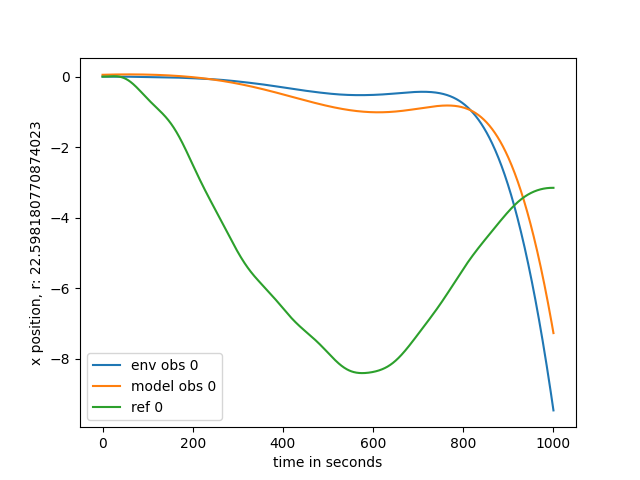 0
−2
−4
−6
−8
x position, r: 22.598180770874023
env obs 0
model obs 0
ref 0
0
200
400
600
800
1000
time in seconds